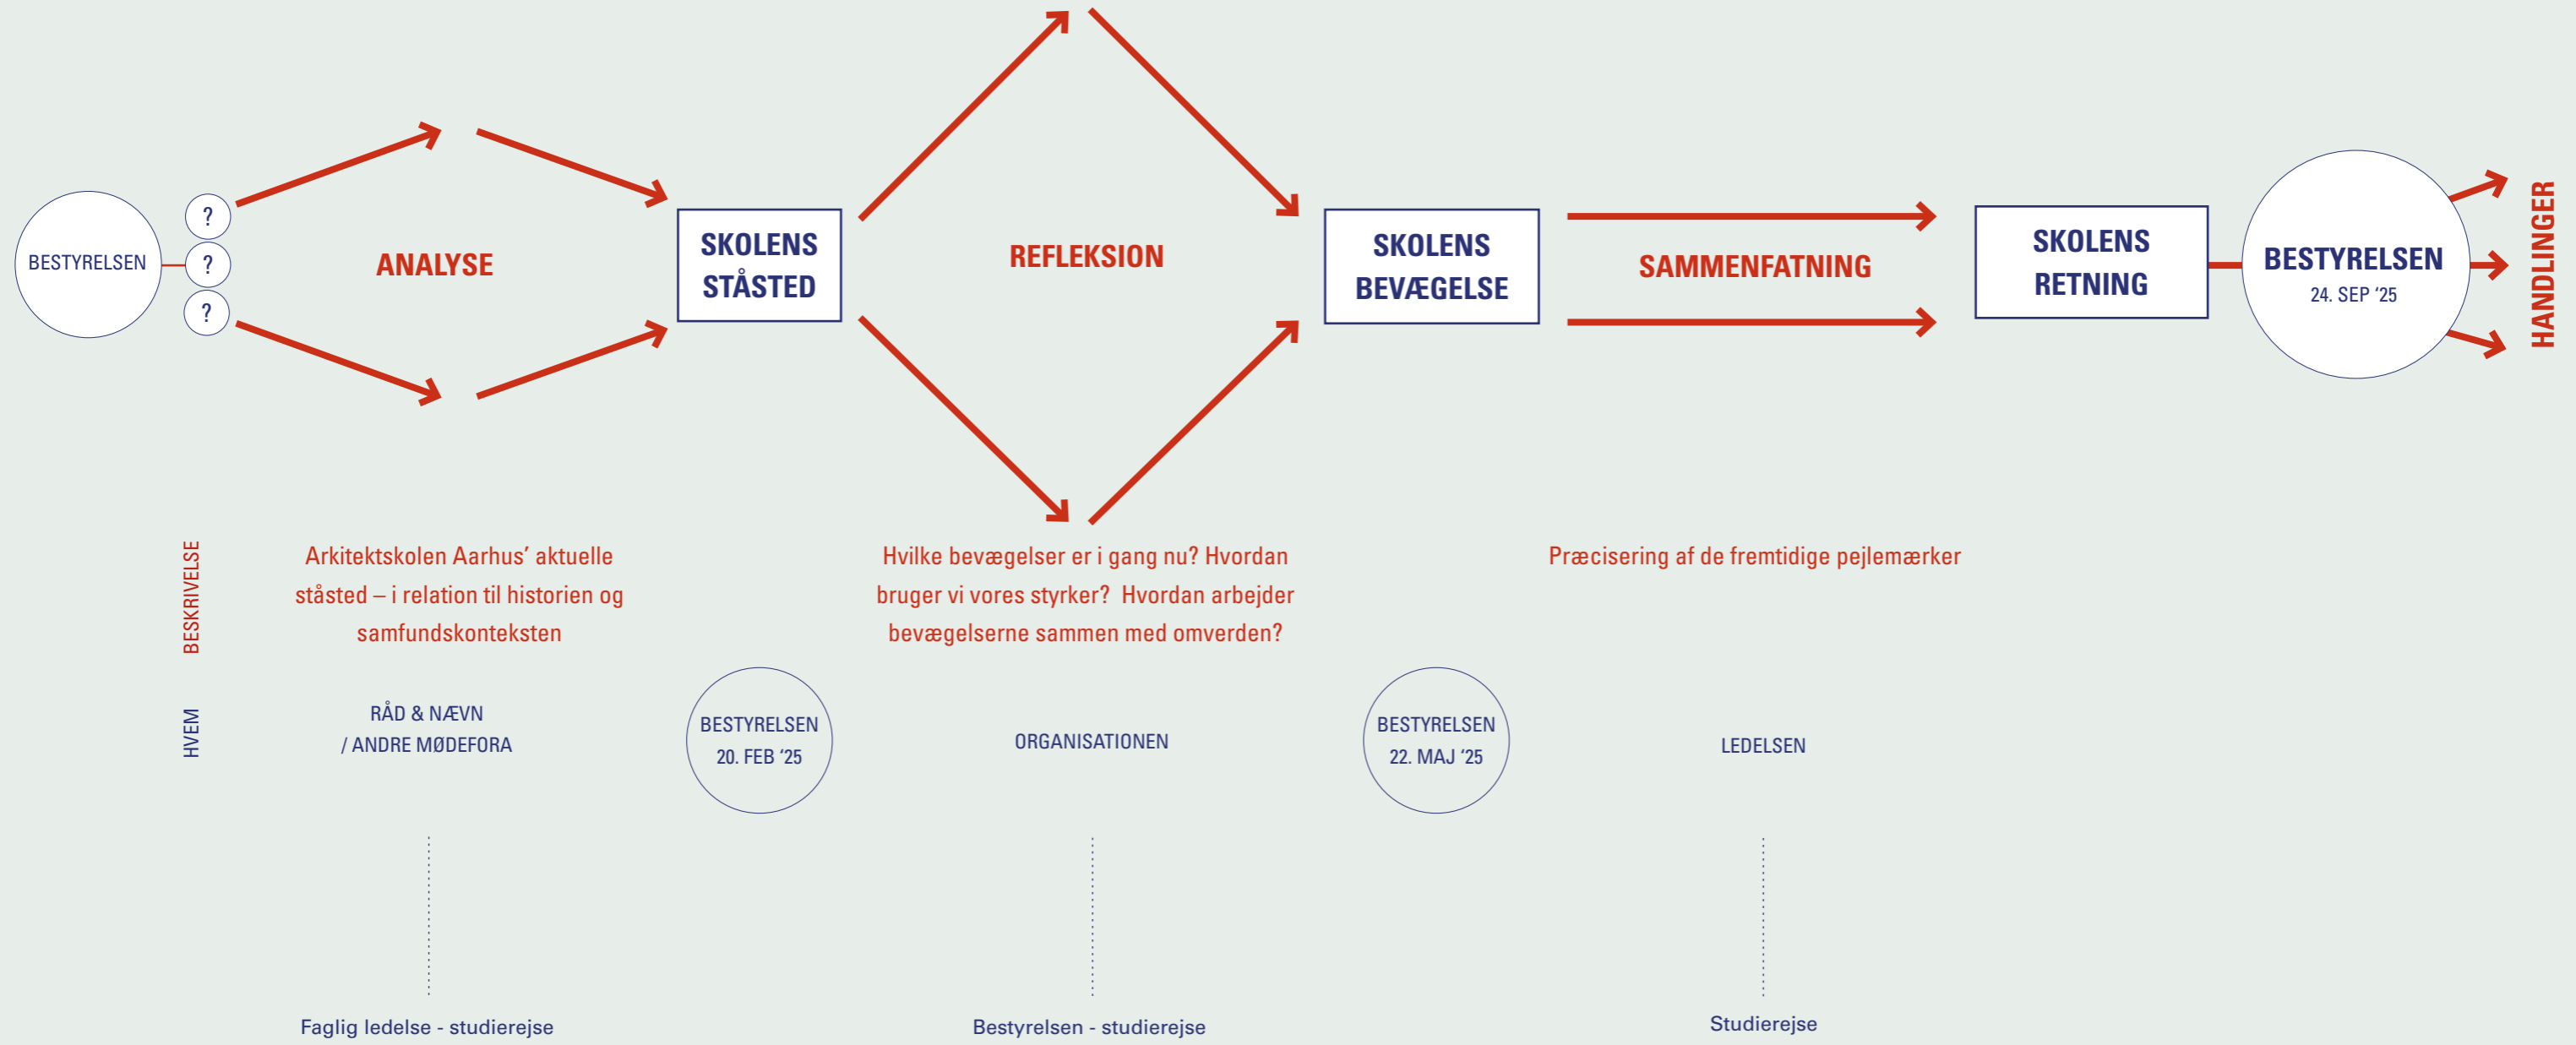 BESTYRELSEN
?
?
?
ANALYSE
SKOLENS
STÅSTED
REFLEKSION
SKOLENS
BEVÆGELSE
SAMMENFATNING
SKOLENS
RETNING
BESTYRELSEN
24. SEP ‘25
HANDLINGER
BESKRIVELSE
Arkitektskolen Aarhus’ aktuelle
ståsted – i relation til historien og
samfundskonteksten
Hvilke bevægelser er i gang nu? Hvordan
bruger vi vores styrker?  Hvordan arbejder
bevægelserne sammen med omverden?
Præcisering af de fremtidige pejlemærker
HVEM
RÅD & NÆVN
/ ANDRE MØDEFORA
BESTYRELSEN
20. FEB ‘25
ORGANISATIONEN
BESTYRELSEN
22. MAJ ‘25
LEDELSEN
Faglig ledelse - studierejse
Bestyrelsen - studierejse
Studierejse